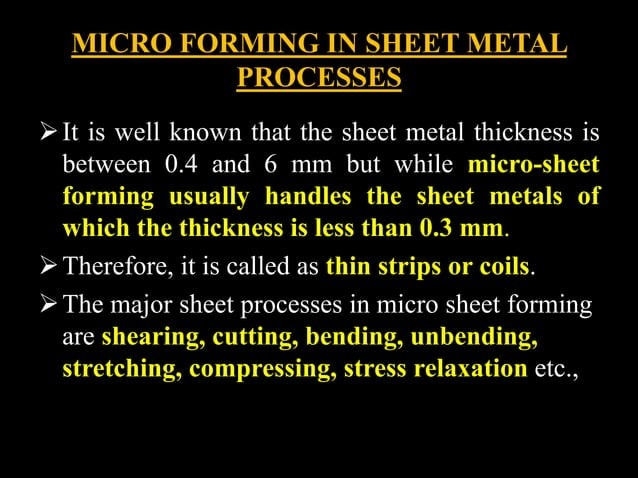 MICRO FORMING IN SHEET METAL
PROCESSES
➢It is well known that the sheet metal thickness is
between 0.4 and 6 mm but while micro-sheet
forming usually handles the sheet metals of
which the thickness is less than 0.3 mm.
➢Therefore, it is called as thin strips or coils.
➢The major sheet processes in micro sheet forming
are shearing, cutting, bending, unbending,
stretching, compressing, stress relaxation etc.,